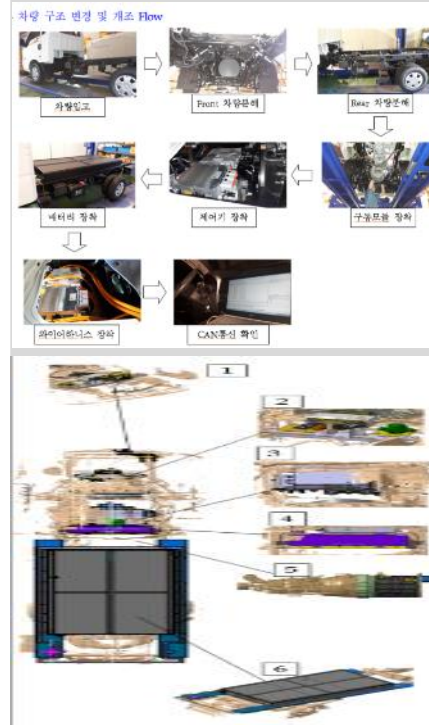 차량 구조 변경 및 개조 Flow
차량입고
Front 차량분해
Rear 차량분해
배터리 장착
제어기 장착
구동모듈 장착
와이어하니스 장착
CAN통신 확인
1
2
3
4
5
6